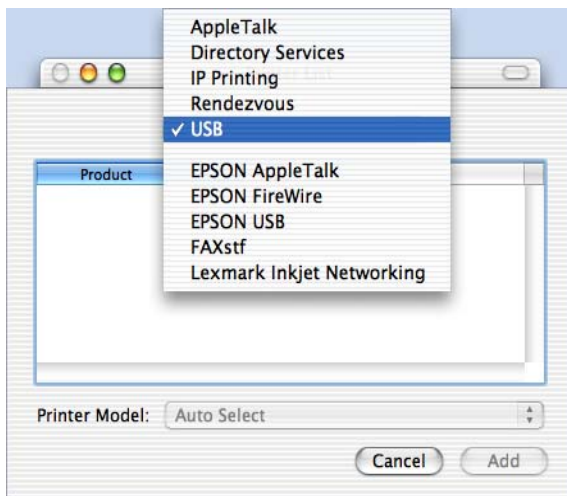 AppleTalk
Directory Services
IP Printing
Rendezvous
✓ USB
EPSON AppleTalk
EPSON FireWire
EPSON USB
FAXstf
Lexmark Inkjet Networking
Product
Printer Model: Auto Select
Cancel Add